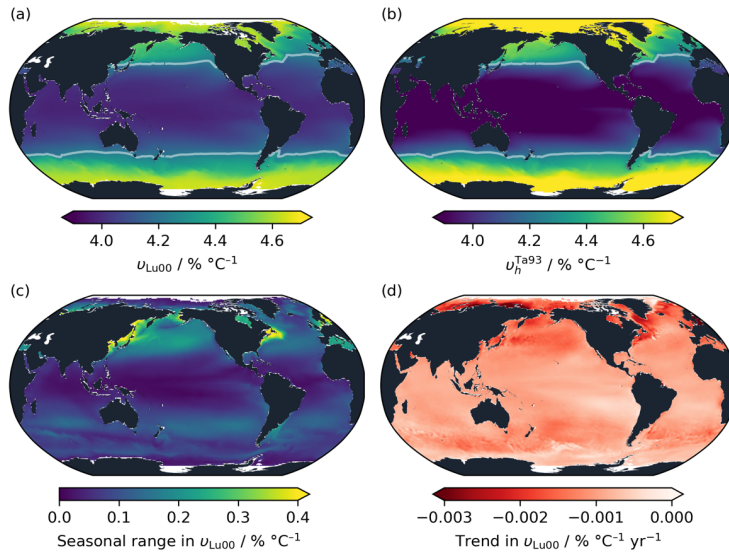 (a)
(b)
4.0 4.2 4.4 4.6
4.0 4.2 4.4 4.6
υLu00 / % °C⁻¹
υₕᵀᵃ⁹³ / % °C⁻¹
(c)
(d)
0.0 0.1 0.2 0.3 0.4
−0.003 −0.002 −0.001 0.000
Seasonal range in υLu00 / % °C⁻¹
Trend in υLu00 / % °C⁻¹ yr⁻¹